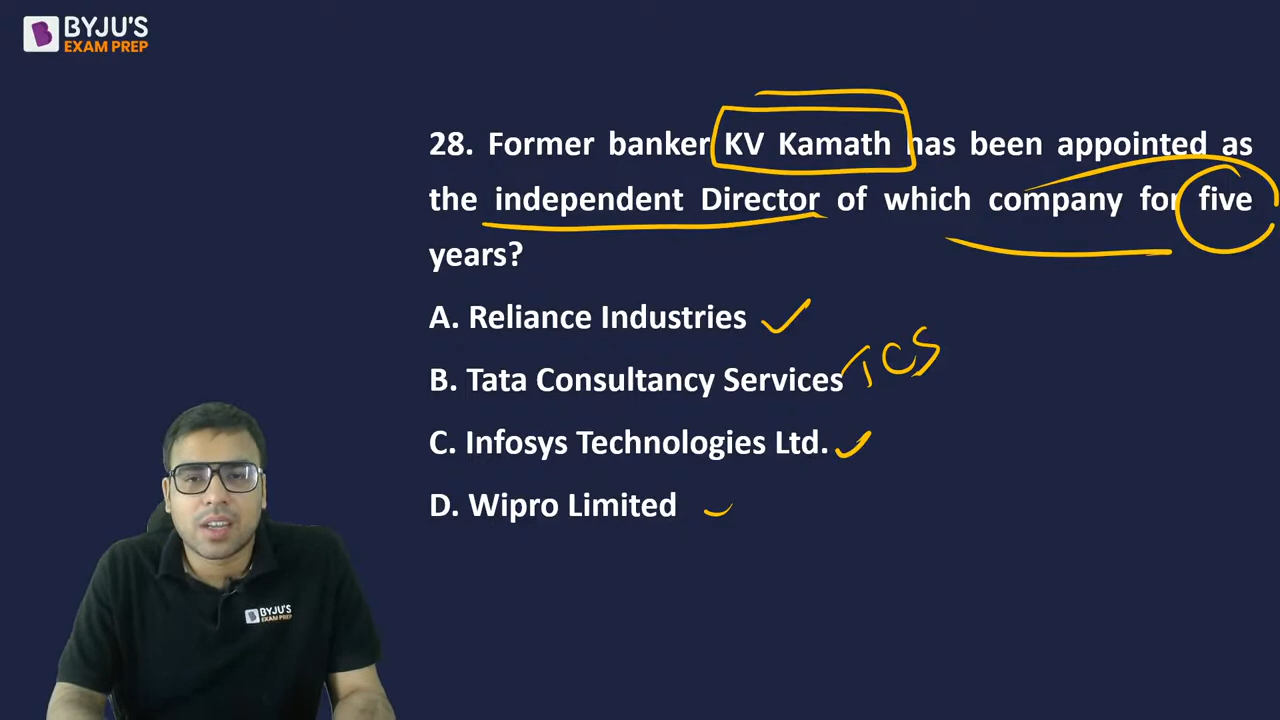 BYJU'S
EXAM PREP
28. Former banker KV Kamath has been appointed as
the independent Director of which company for five
years?
A. Reliance Industries
B. Tata Consultancy Services TCS
C. Infosys Technologies Ltd.
D. Wipro Limited
BYJU'S
EXAM PREP